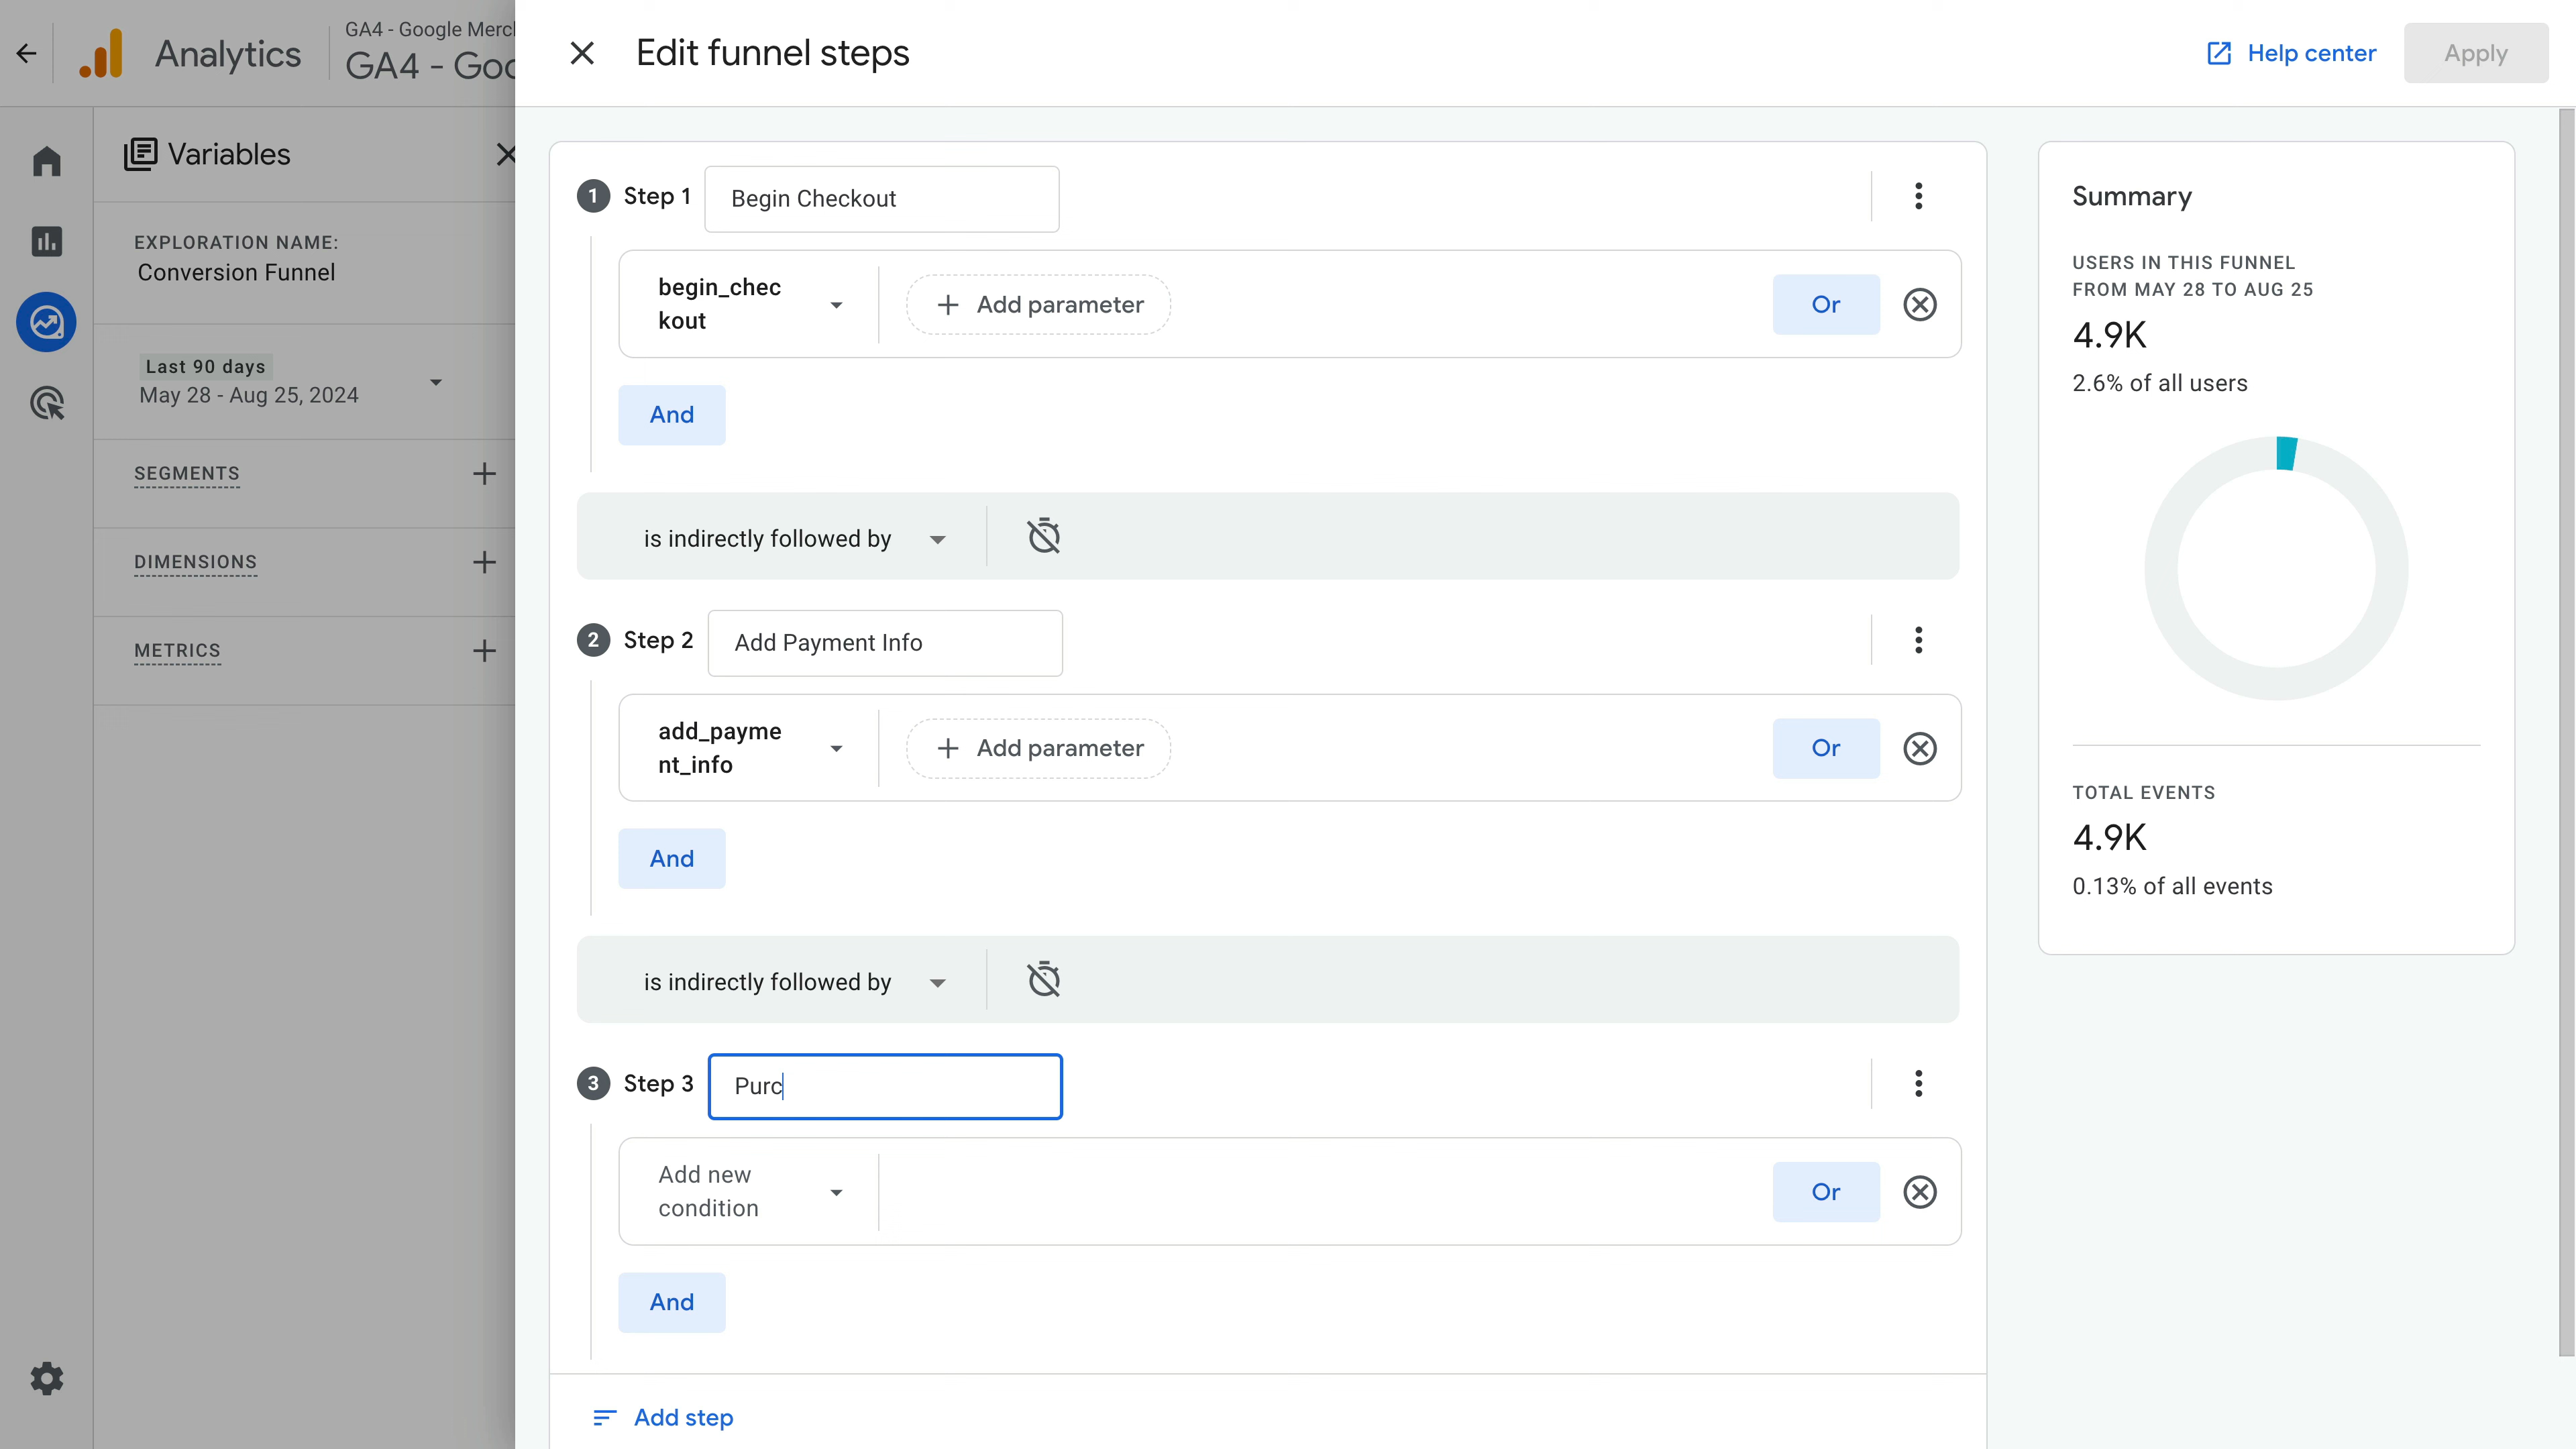 Analytics
GA4 - Google Merch
GA4 - Goo
Variables
EXPLORATION NAME:
Conversion Funnel
Last 90 days
May 28 - Aug 25, 2024
SEGMENTS
DIMENSIONS
METRICS
Edit funnel steps
Help center
Apply
1 Step 1 Begin Checkout
begin_chec
kout
Add parameter
Or
And
is indirectly followed by
2 Step 2 Add Payment Info
add_payme
nt_info
Add parameter
Or
And
is indirectly followed by
3 Step 3 Purc
Add new
condition
Or
And
Add step
Summary
USERS IN THIS FUNNEL
FROM MAY 28 TO AUG 25
4.9K
2.6% of all users
TOTAL EVENTS
4.9K
0.13% of all events